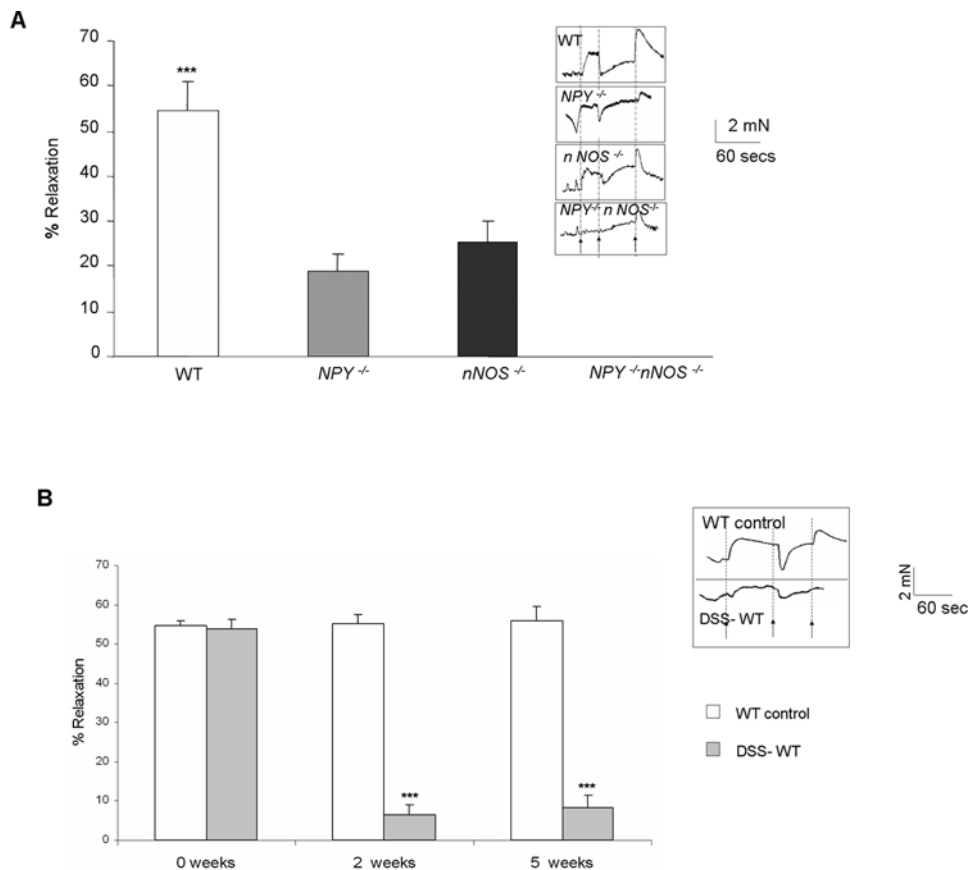 A
70
60
50
40
30
20
10
0
% Relaxation
***
WT NPY -/- nNOS -/- NPY -/-nNOS -/-
WT
NPY -/-
n NOS -/-
NPY-/- n NOS-/-
2 mN
60 secs
B
70
60
50
40
30
20
10
0
% Relaxation
*** ***
0 weeks 2 weeks 5 weeks
WT control
DSS- WT
2 mN
60 sec
WT control
DSS- WT